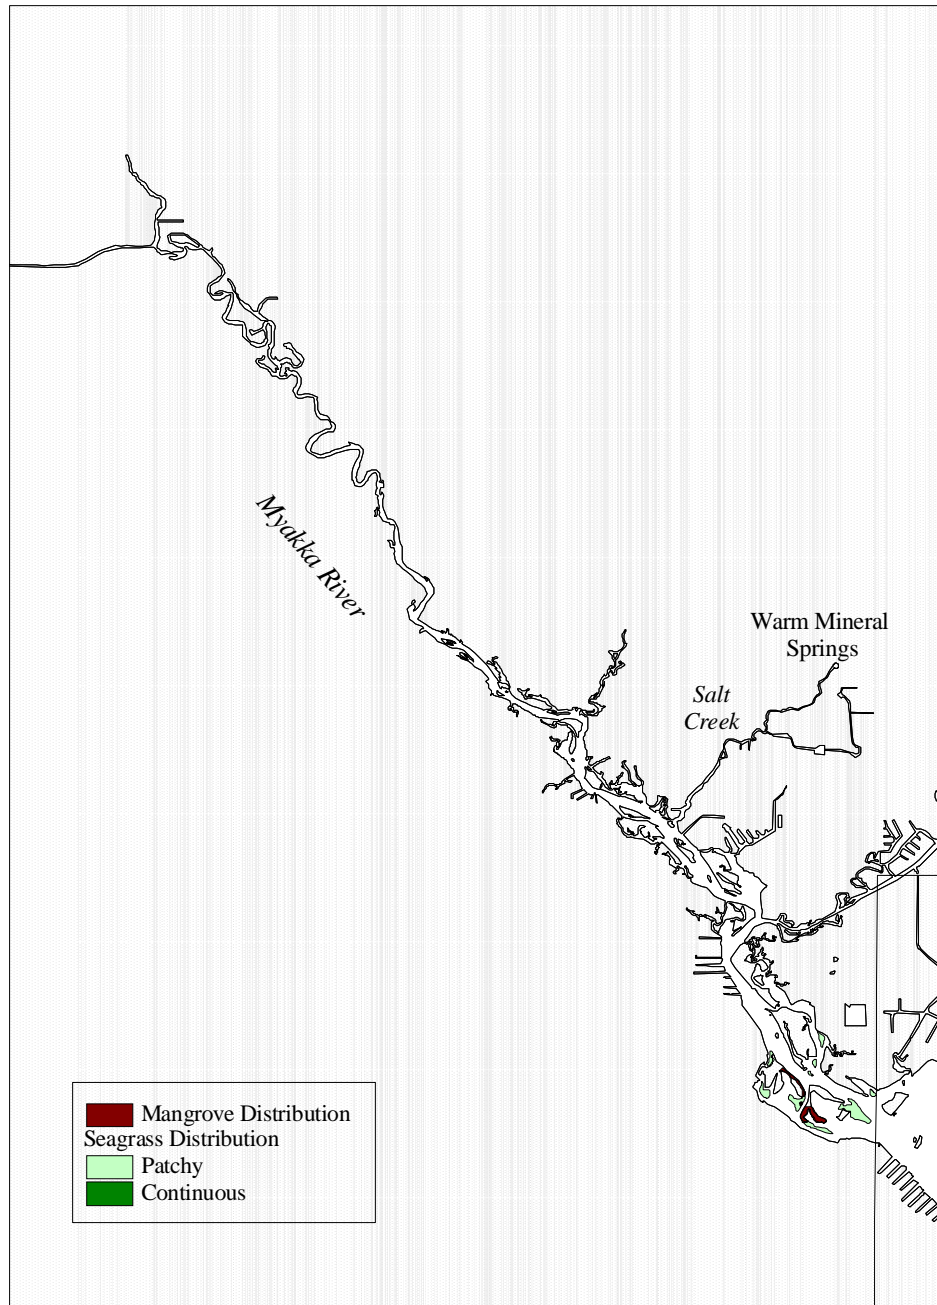 Myakka River
Warm Mineral
Springs
Salt
Creek
Mangrove Distribution
Seagrass Distribution
Patchy
Continuous